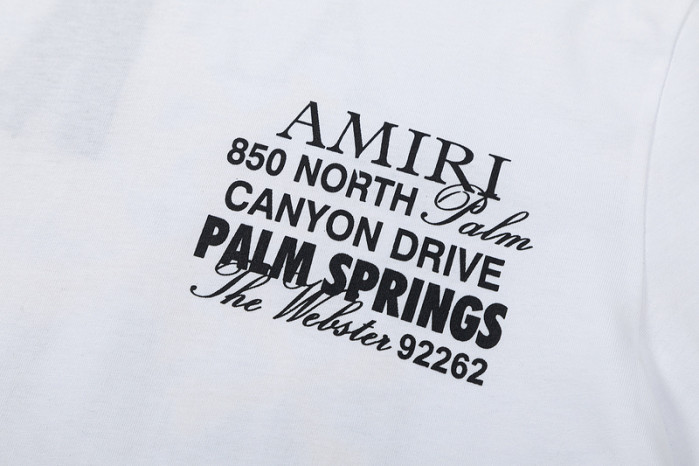 AMIRI
850 NORTH Palm
CANYON DRIVE
PALM SPRINGS
The Webster 92262